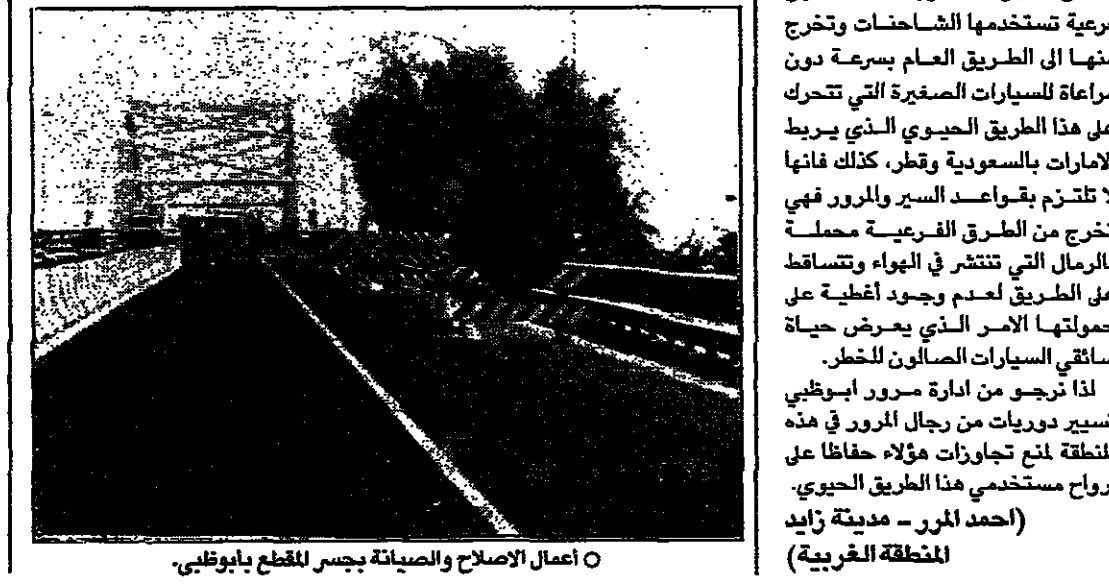 فرعية تستخدمها الشاحنات وتخرج
منها الى الطريق العام بسرعة دون
مراعاة للسيارات الصغيرة التي تتحرك
على هذا الطريق الحيوي الذي يربط
الامارات بالسعودية وقطر، كذلك فانها
لا تلتزم بقواعد السير والمرور فهي
تخرج من الطرق الفرعية محملة
بالرمال التي تنتشر في الهواء وتتساقط
على الطريق لعدم وجود أغطية على
حمولتها الامر الذي يعرض حياة
سائقي السيارات الصالون للخطر.
لذا نرجو من ادارة مرور ابوظبي
تسيير دوريات من رجال المرور في هذه
المنطقة لمنع تجاوزات هؤلاء حفاظا على
ارواح مستخدمي هذا الطريق الحيوي.
(احمد المرر – مدينة زايد
المنطقة الغربية)
○ أعمال الاصلاح والصيانة بجسر المقطع بأبوظبي.